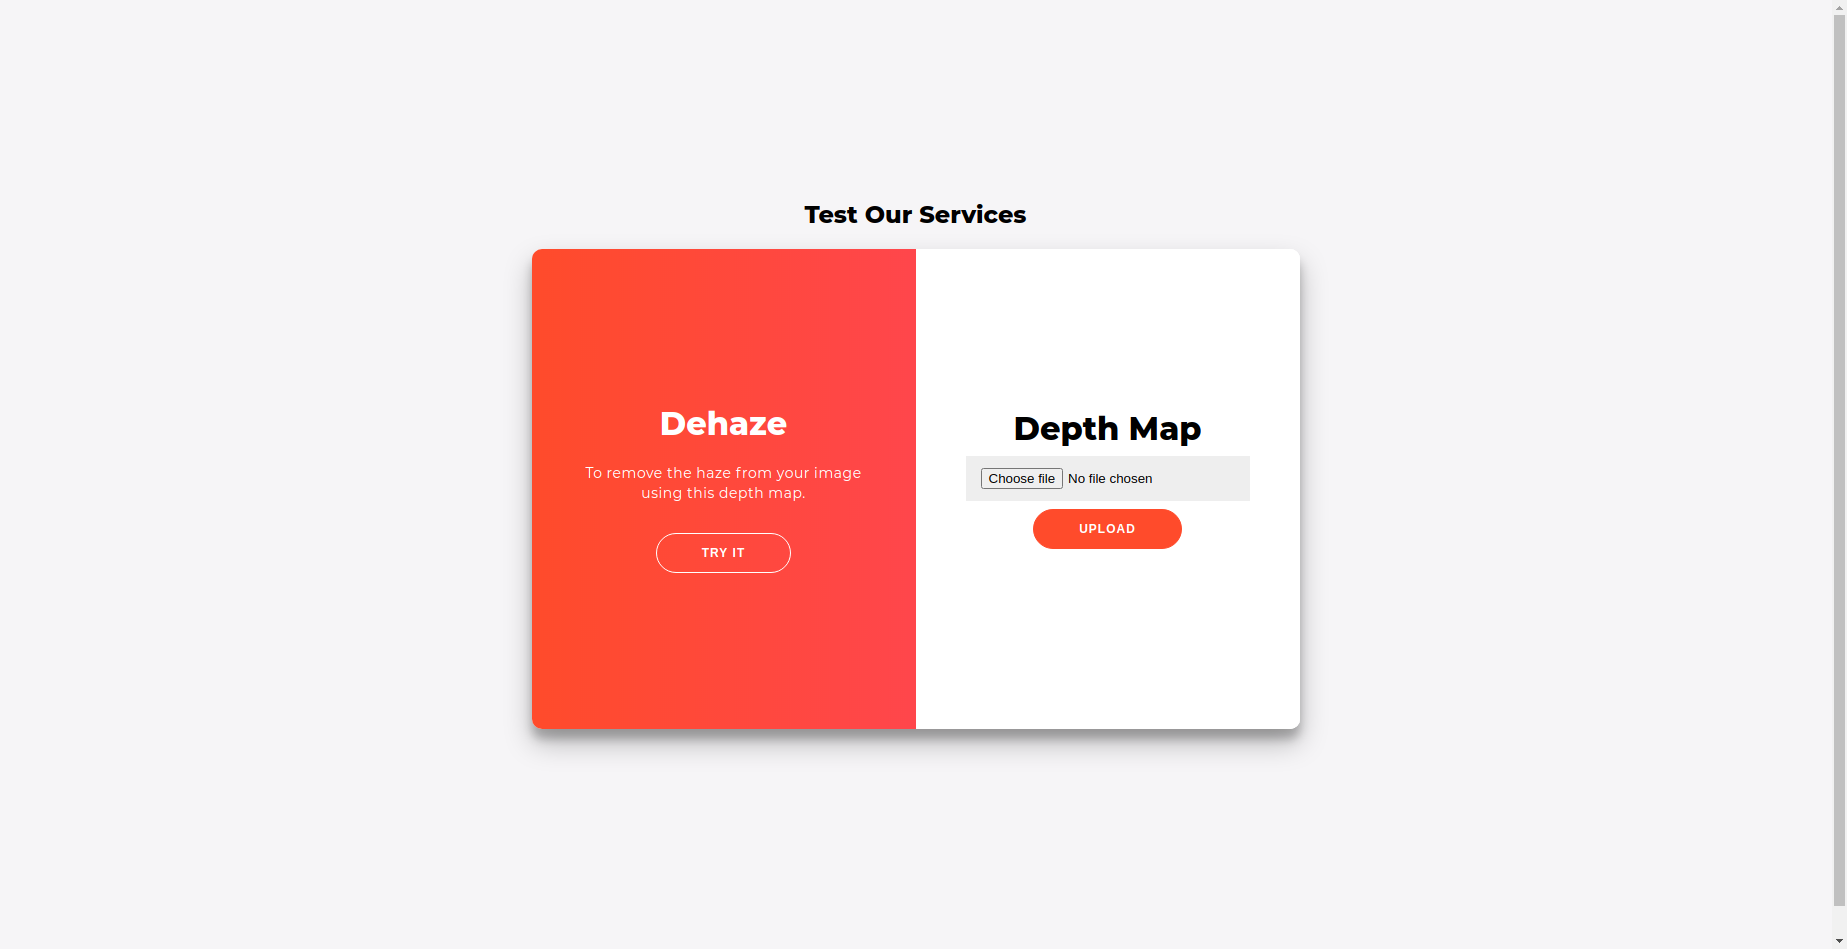 Test Our Services
Dehaze
To remove the haze from your image
using this depth map.
TRY IT
Depth Map
Choose file No file chosen
UPLOAD